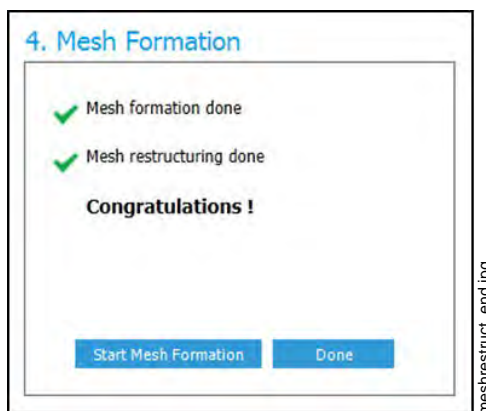 4. Mesh Formation
Mesh formation done
Mesh restructuring done
Congratulations !
Start Mesh Formation
Done
meshrestruct_end.jpg